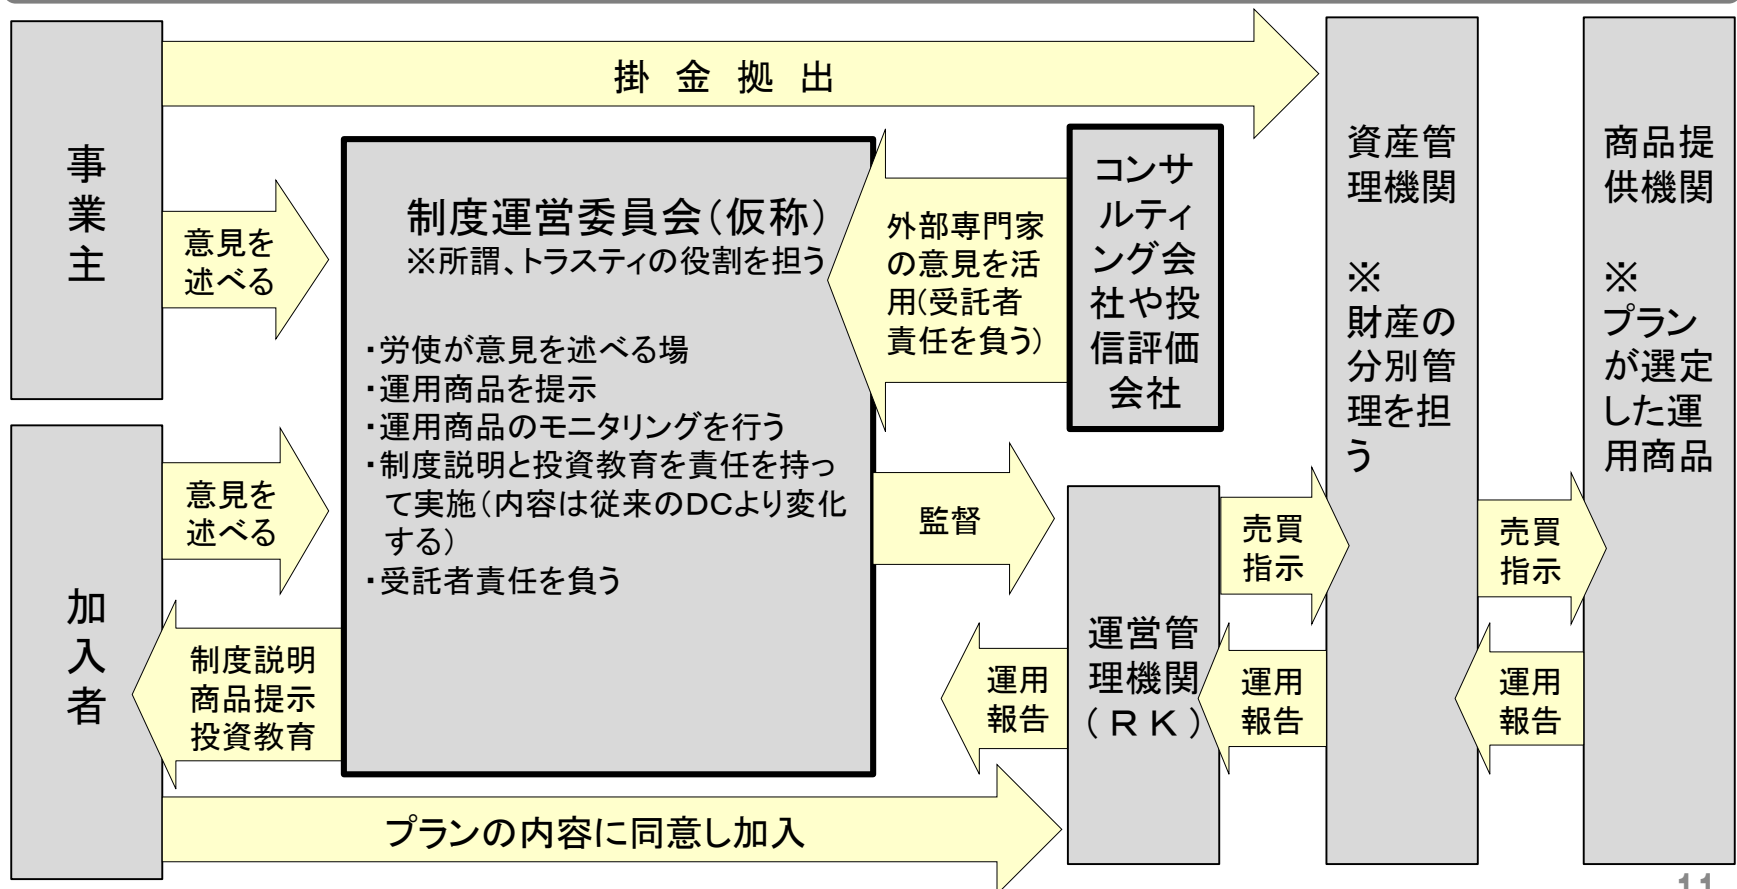 掛 金 拠 出
事
業
主
意見を
述べる
制度運営委員会（仮称）
※所謂、トラスティの役割を担う
・労使が意見を述べる場
・運用商品を提示
・運用商品のモニタリングを行う
・制度説明と投資教育を責任を持っ
て実施（内容は従来のDCより変化
する）
・受託者責任を負う
外部専門家
の意見を活
用(受託者
責任を負う)
コンサ
ルティ
ング会
社や投
信評価
会社
資産管
理機関
※
財産の
分別管
理を担
う
商品提
供機関
※
プラン
が選定
した運
用商品
加
入
者
意見を
述べる
制度説明
商品提示
投資教育
監督
運用
報告
運営管
理機関
(ＲＫ)
売買
指示
運用
報告
売買
指示
運用
報告
プランの内容に同意し加入
11